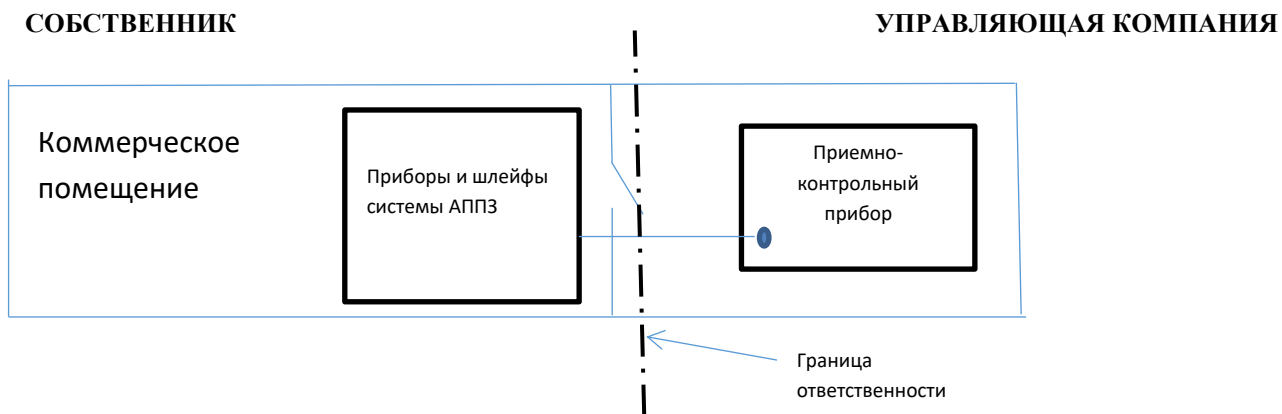 СОБСТВЕННИК
УПРАВЛЯЮЩАЯ КОМПАНИЯ
Коммерческое
помещение
Приборы и шлейфы
системы АППЗ
Приемно-
контрольный
прибор
Граница
ответственности